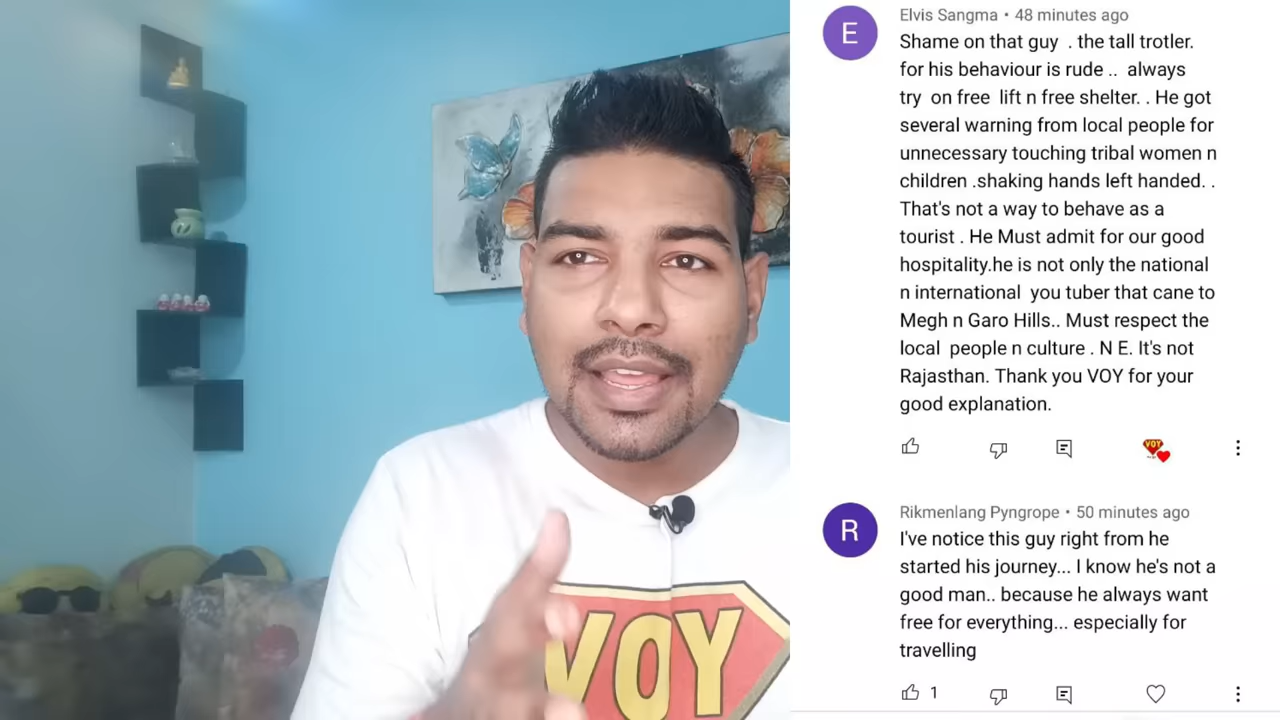 E
Elvis Sangma • 48 minutes ago
Shame on that guy . the tall trotler.
for his behaviour is rude .. always
try on free lift n free shelter. . He got
several warning from local people for
unnecessary touching tribal women n
children .shaking hands left handed. .
That's not a way to behave as a
tourist . He Must admit for our good
hospitality.he is not only the national
n international you tuber that cane to
Megh n Garo Hills.. Must respect the
local people n culture . N E. It's not
Rajasthan. Thank you VOY for your
good explanation.
VOY
R
Rikmenlang Pyngrope • 50 minutes ago
I've notice this guy right from he
started his journey... I know he's not a
good man.. because he always want
free for everything... especially for
travelling
1
VOY